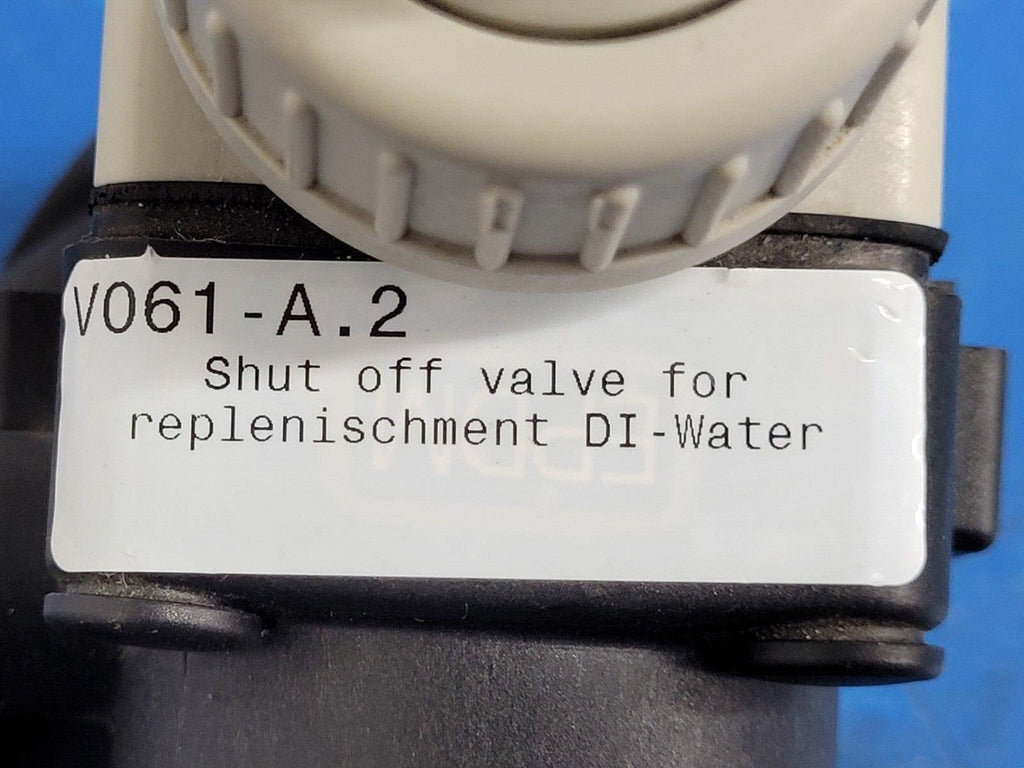 V061-A.2
Shut off valve for
replenischment DI-Water